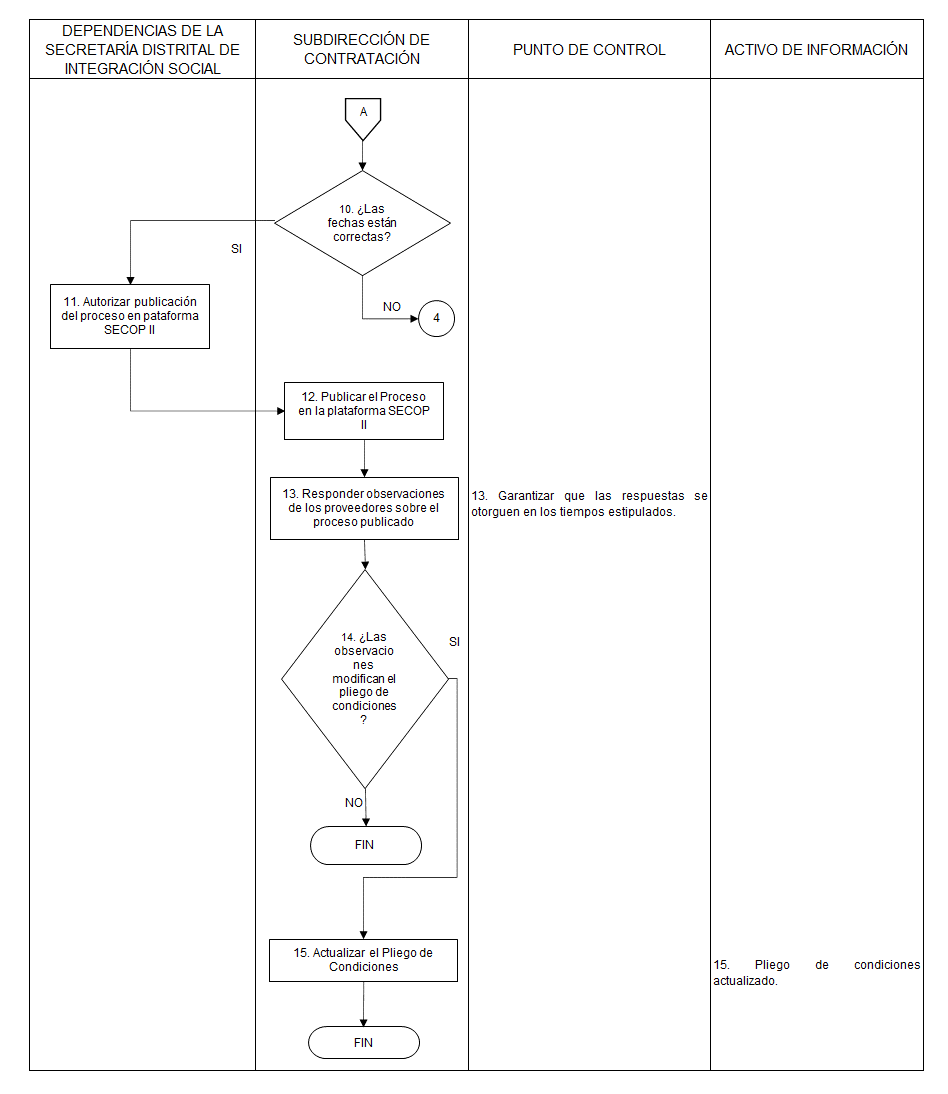 DEPENDENCIAS DE LA
SECRETARÍA DISTRITAL DE
INTEGRACIÓN SOCIAL
SUBDIRECCIÓN DE
CONTRATACIÓN
PUNTO DE CONTROL
ACTIVO DE INFORMACIÓN
A
10. ¿Las
fechas están
correctas?
SI
11. Autorizar publicación
del proceso en pataforma
SECOP II
NO
4
12. Publicar el Proceso
en la plataforma SECOP
II
13. Responder observaciones
de los proveedores sobre el
proceso publicado
13. Garantizar que las respuestas se
otorguen en los tiempos estipulados.
14. ¿Las
observacio
nes
modifican el
pliego de
condiciones
?
SI
NO
FIN
15. Actualizar el Pliego de
Condiciones
15. Pliego de condiciones
actualizado.
FIN